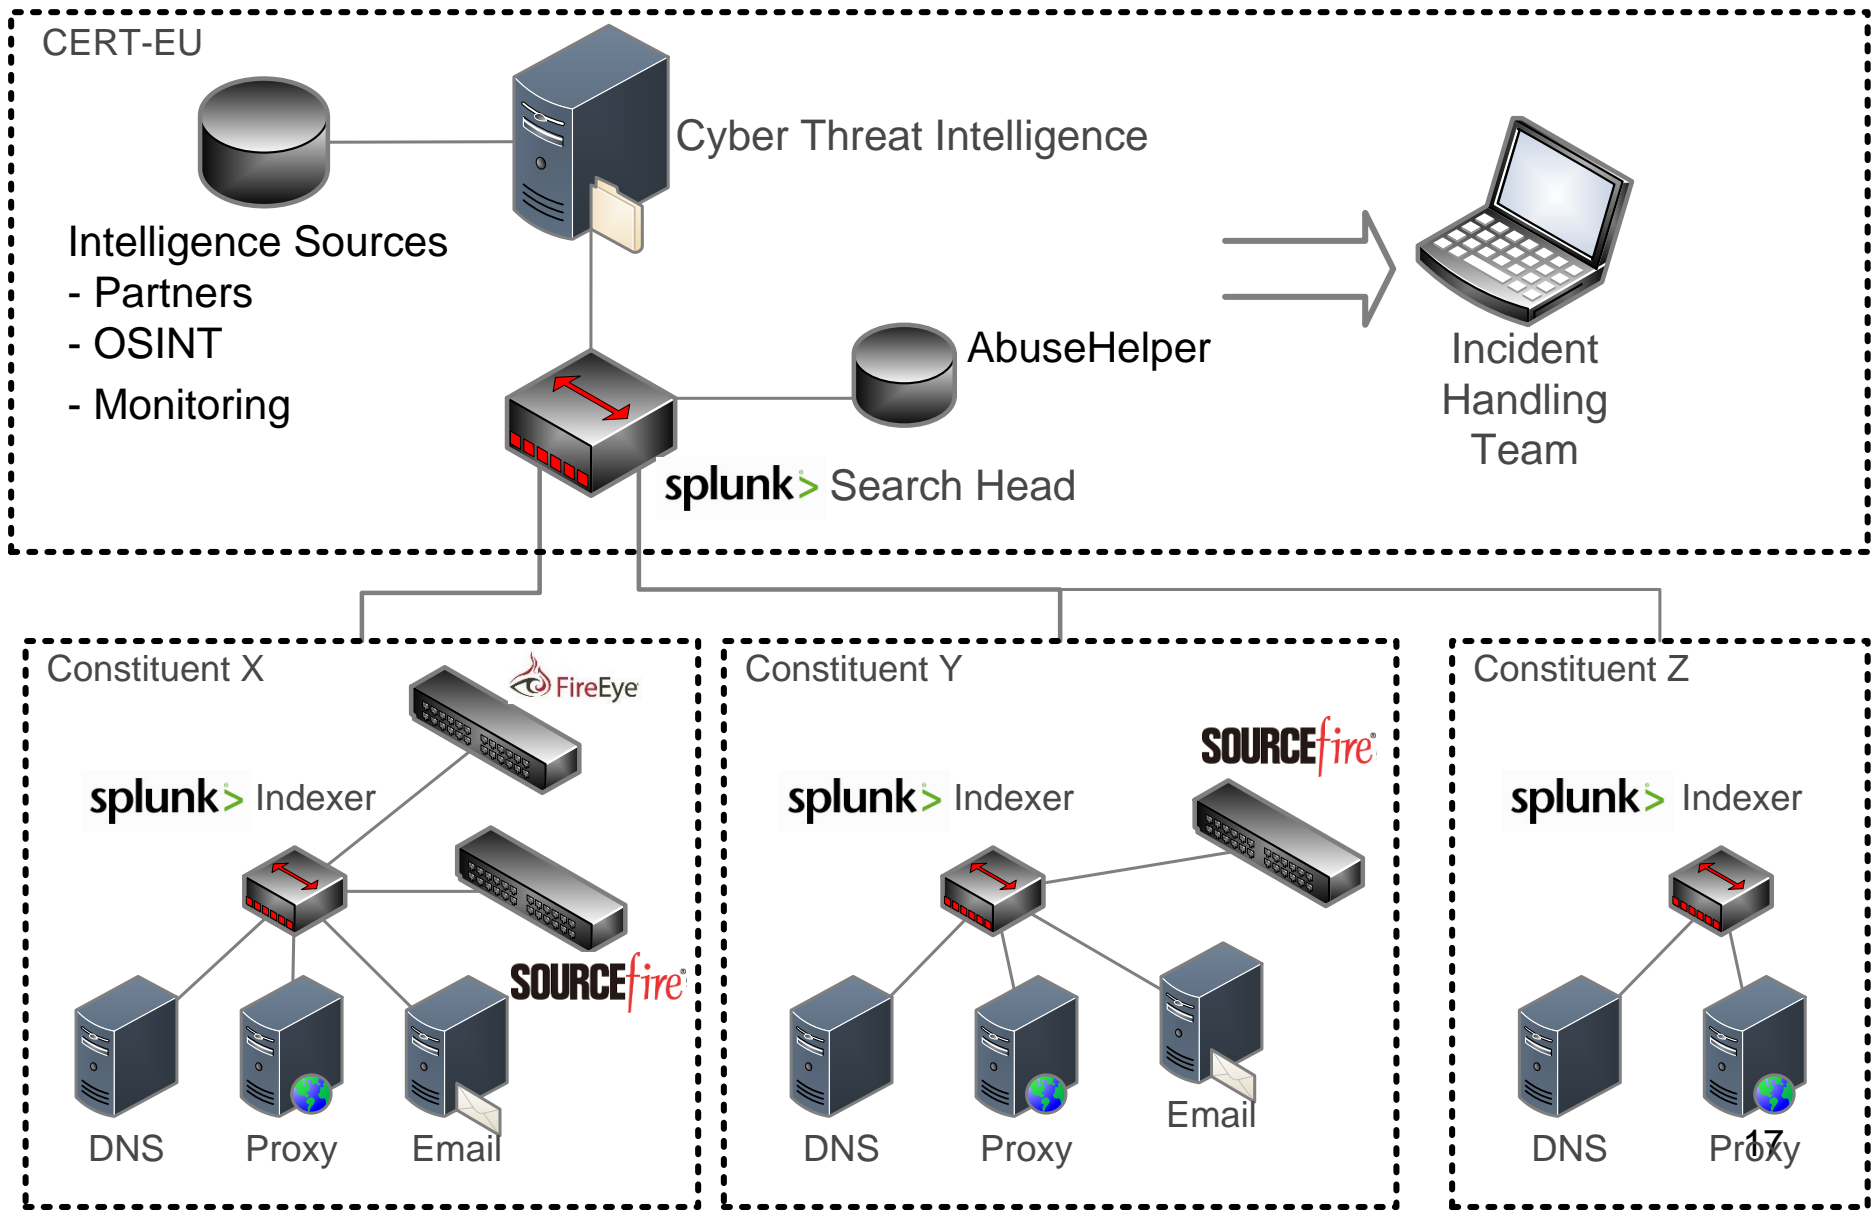 CERT-EU
Cyber Threat Intelligence
Intelligence Sources
- Partners
- OSINT
- Monitoring
AbuseHelper
Incident
Handling
Team
splunk> Search Head
Constituent X
FireEye
splunk> Indexer
SOURCEfire®
DNS
Proxy
Email
Constituent Y
SOURCEfire®
splunk> Indexer
Email
DNS
Proxy
Constituent Z
splunk> Indexer
DNS
Proxy
17